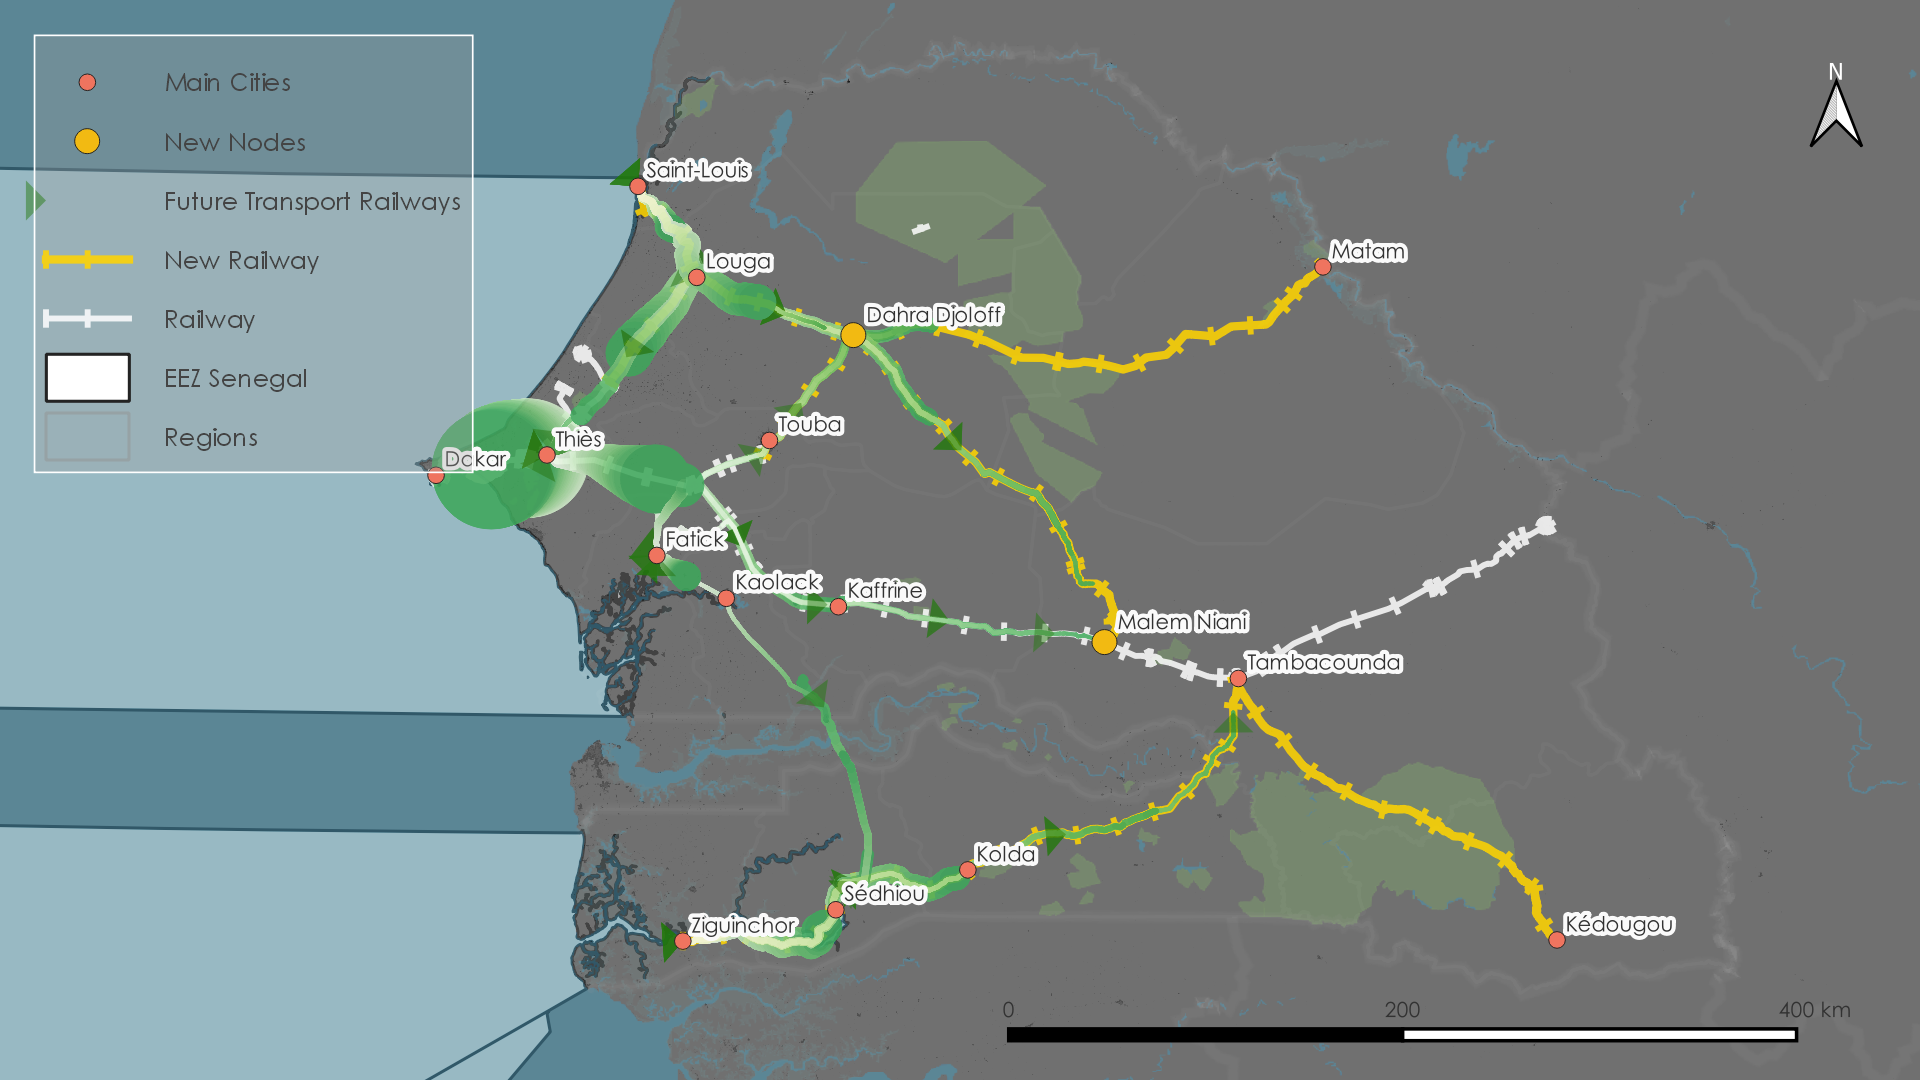 Main Cities
New Nodes
Future Transport Railways
New Railway
Railway
EEZ Senegal
Regions
N
Saint-Louis
Louga
Matam
Dahra Djoloff
Touba
Thiès
Dakar
Fatick
Kaolack
Kaffrine
Malem Niani
Tambacounda
Kolda
Sédhiou
Ziguinchor
Kédougou
0 200 400 km